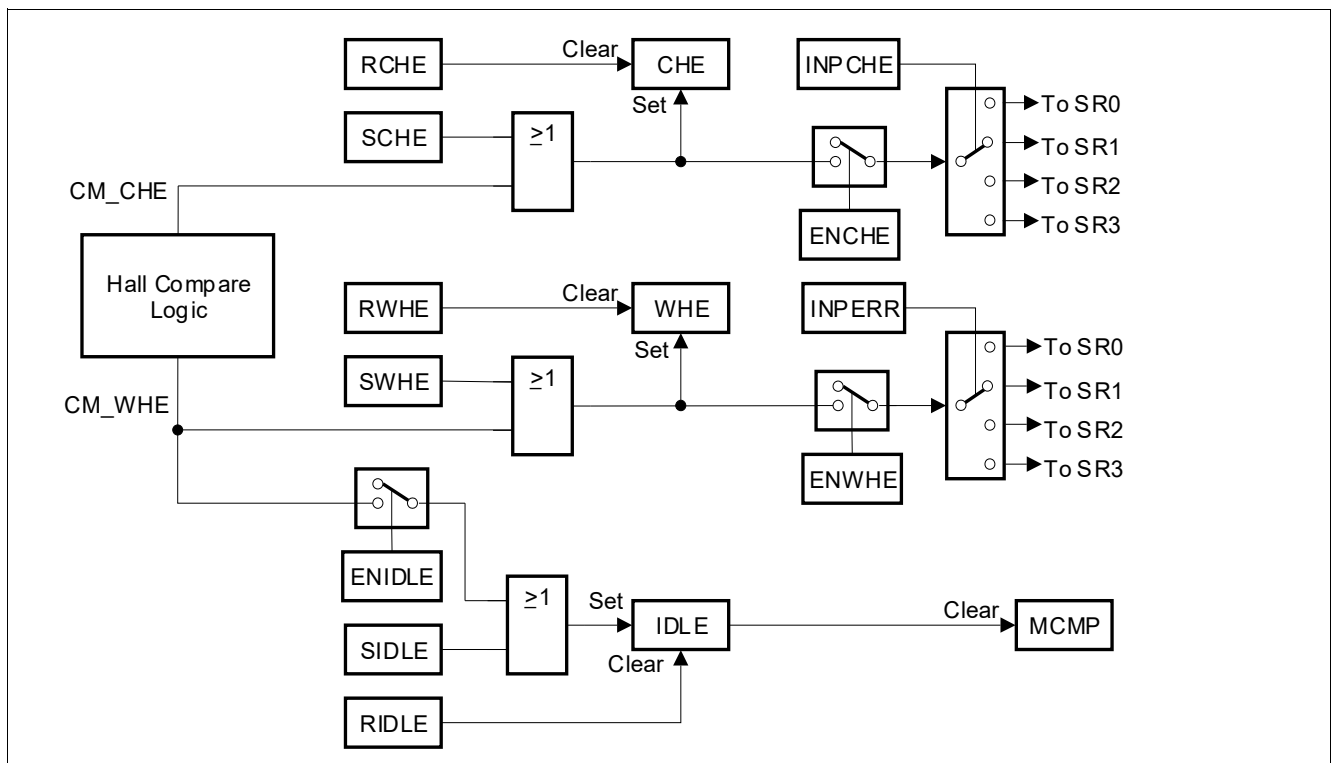 RCHE
Clear
CHE
INPCHE
Set
To SR0
SCHE
≥1
To SR1
CM_CHE
To SR2
ENCHE
To SR3
Hall Compare
Logic
RWHE
Clear
WHE
INPERR
Set
To SR0
SWHE
≥1
To SR1
CM_WHE
To SR2
ENWHE
To SR3
ENIDLE
≥1
Set
IDLE
Clear
MCMP
SIDLE
Clear
RIDLE